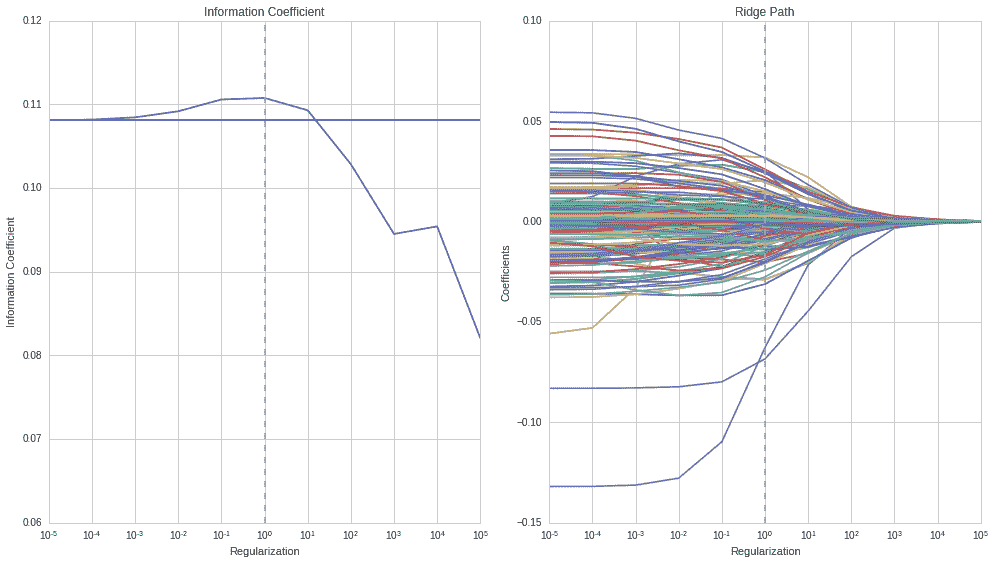 Information Coefficient
Information Coefficient
0.12
0.11
0.10
0.09
0.08
0.07
0.06
10⁻⁵ 10⁻⁴ 10⁻³ 10⁻² 10⁻¹ 10⁰ 10¹ 10² 10³ 10⁴ 10⁵
Regularization
Ridge Path
Coefficients
0.10
0.05
0.00
−0.05
−0.10
−0.15
10⁻⁵ 10⁻⁴ 10⁻³ 10⁻² 10⁻¹ 10⁰ 10¹ 10² 10³ 10⁴ 10⁵
Regularization